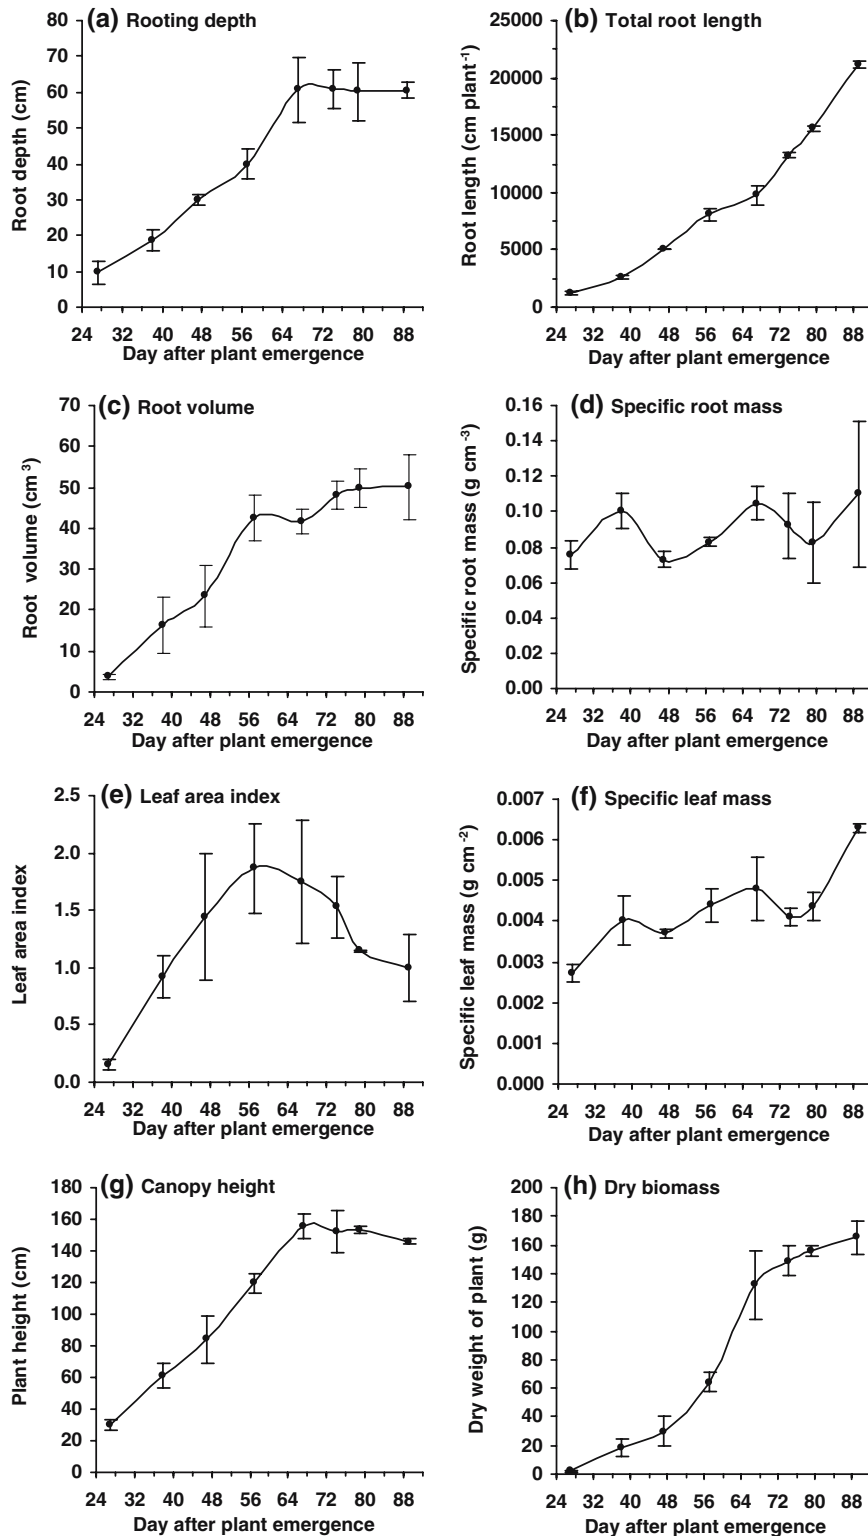 (a) Rooting depth
80
70
60
50
40
30
20
10
0
Root depth (cm)
24 32 40 48 56 64 72 80 88
Day after plant emergence
(b) Total root length
25000
20000
15000
10000
5000
0
Root length (cm plant⁻¹)
24 32 40 48 56 64 72 80 88
Day after plant emergence
(c) Root volume
70
60
50
40
30
20
10
0
Root volume (cm³)
24 32 40 48 56 64 72 80 88
Day after plant emergence
(d) Specific root mass
0.16
0.14
0.12
0.10
0.08
0.06
0.04
0.02
0.00
Specific root mass (g cm⁻³)
24 32 40 48 56 64 72 80 88
Day after plant emergence
(e) Leaf area index
2.5
2.0
1.5
1.0
0.5
0.0
Leaf area index
24 32 40 48 56 64 72 80 88
Day after plant emergence
(f) Specific leaf mass
0.007
0.006
0.005
0.004
0.003
0.002
0.001
0.000
Specific leaf mass (g cm⁻²)
24 32 40 48 56 64 72 80 88
Day after plant emergence
(g) Canopy height
180
160
140
120
100
80
60
40
20
0
Plant height (cm)
24 32 40 48 56 64 72 80 88
Day after plant emergence
(h) Dry biomass
200
180
160
140
120
100
80
60
40
20
0
Dry weight of plant (g)
24 32 40 48 56 64 72 80 88
Day after plant emergence